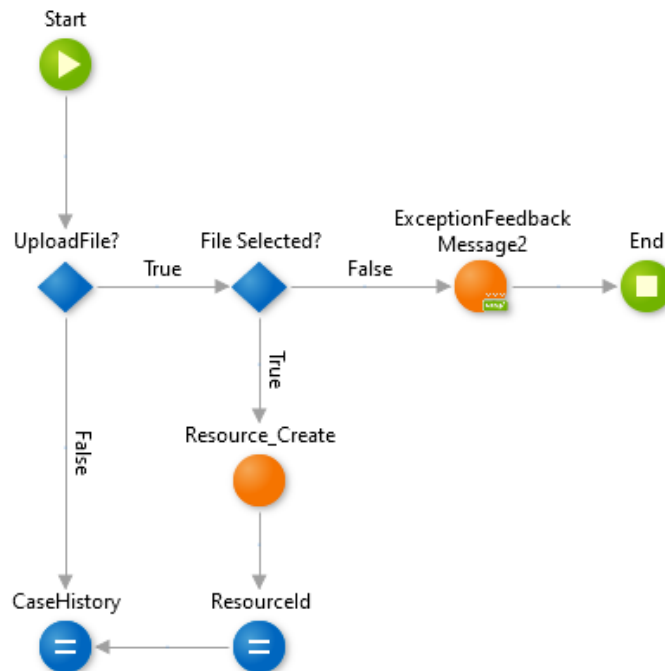 Start
UploadFile?
True
File Selected?
False
ExceptionFeedback
Message2
End
True
False
Resource_Create
CaseHistory
ResourceId